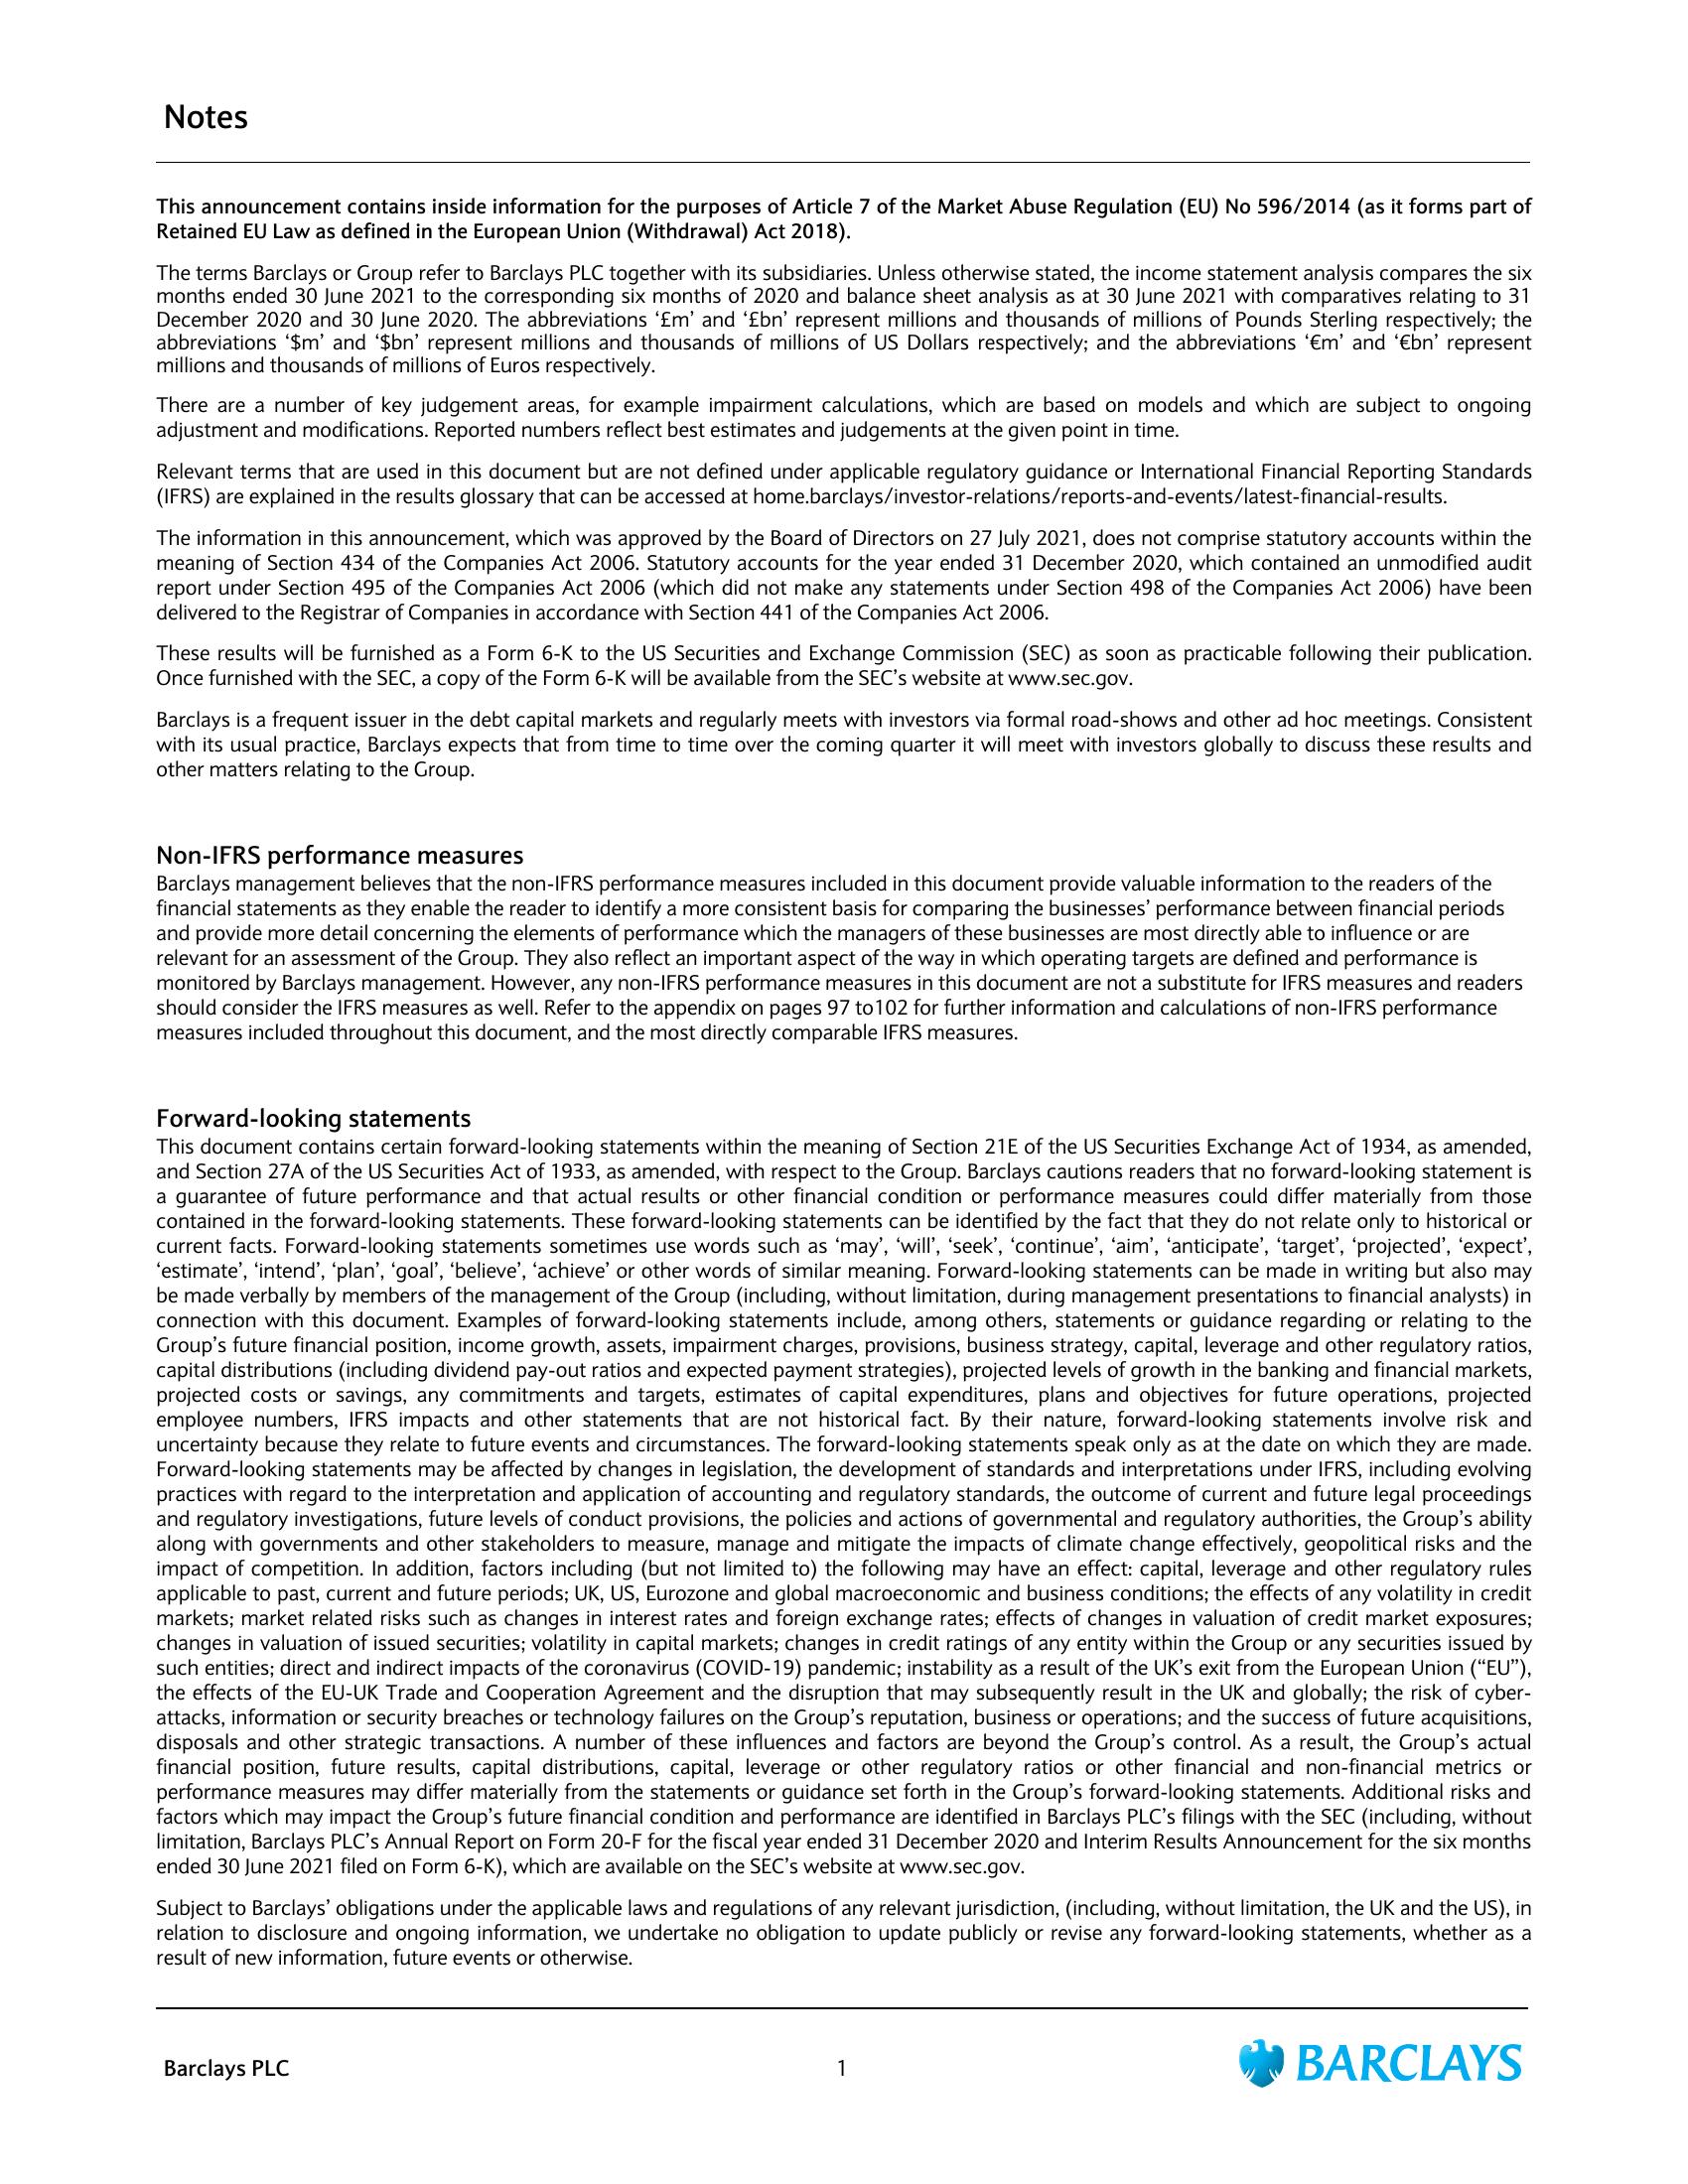 Notes
This announcement contains inside information for the purposes of Article 7 of the Market Abuse Regulation (EU) No 596/2014 (as it forms part of
Retained EU Law as defined in the European Union (Withdrawal) Act 2018).
The terms Barclays or Group refer to Barclays PLC together with its subsidiaries. Unless otherwise stated, the income statement analysis compares the six
months ended 30 June 2021 to the corresponding six months of 2020 and balance sheet analysis as at 30 June 2021 with comparatives relating to 31
December 2020 and 30 June 2020. The abbreviations ‘£m’ and ‘£bn’ represent millions and thousands of millions of Pounds Sterling respectively; the
abbreviations ‘$m’ and ‘$bn’ represent millions and thousands of millions of US Dollars respectively; and the abbreviations ‘€m’ and ‘€bn’ represent
millions and thousands of millions of Euros respectively.
There are a number of key judgement areas, for example impairment calculations, which are based on models and which are subject to ongoing
adjustment and modifications. Reported numbers reflect best estimates and judgements at the given point in time.
Relevant terms that are used in this document but are not defined under applicable regulatory guidance or International Financial Reporting Standards
(IFRS) are explained in the results glossary that can be accessed at home.barclays/investor-relations/reports-and-events/latest-financial-results.
The information in this announcement, which was approved by the Board of Directors on 27 July 2021, does not comprise statutory accounts within the
meaning of Section 434 of the Companies Act 2006. Statutory accounts for the year ended 31 December 2020, which contained an unmodified audit
report under Section 495 of the Companies Act 2006 (which did not make any statements under Section 498 of the Companies Act 2006) have been
delivered to the Registrar of Companies in accordance with Section 441 of the Companies Act 2006.
These results will be furnished as a Form 6-K to the US Securities and Exchange Commission (SEC) as soon as practicable following their publication.
Once furnished with the SEC, a copy of the Form 6-K will be available from the SEC’s website at www.sec.gov.
Barclays is a frequent issuer in the debt capital markets and regularly meets with investors via formal road-shows and other ad hoc meetings. Consistent
with its usual practice, Barclays expects that from time to time over the coming quarter it will meet with investors globally to discuss these results and
other matters relating to the Group.
Non-IFRS performance measures
Barclays management believes that the non-IFRS performance measures included in this document provide valuable information to the readers of the
financial statements as they enable the reader to identify a more consistent basis for comparing the businesses’ performance between financial periods
and provide more detail concerning the elements of performance which the managers of these businesses are most directly able to influence or are
relevant for an assessment of the Group. They also reflect an important aspect of the way in which operating targets are defined and performance is
monitored by Barclays management. However, any non-IFRS performance measures in this document are not a substitute for IFRS measures and readers
should consider the IFRS measures as well. Refer to the appendix on pages 97 to102 for further information and calculations of non-IFRS performance
measures included throughout this document, and the most directly comparable IFRS measures.
Forward-looking statements
This document contains certain forward-looking statements within the meaning of Section 21E of the US Securities Exchange Act of 1934, as amended,
and Section 27A of the US Securities Act of 1933, as amended, with respect to the Group. Barclays cautions readers that no forward-looking statement is
a guarantee of future performance and that actual results or other financial condition or performance measures could differ materially from those
contained in the forward-looking statements. These forward-looking statements can be identified by the fact that they do not relate only to historical or
current facts. Forward-looking statements sometimes use words such as ‘may’, ‘will’, ‘seek’, ‘continue’, ‘aim’, ‘anticipate’, ‘target’, ‘projected’, ‘expect’,
‘estimate’, ‘intend’, ‘plan’, ‘goal’, ‘believe’, ‘achieve’ or other words of similar meaning. Forward-looking statements can be made in writing but also may
be made verbally by members of the management of the Group (including, without limitation, during management presentations to financial analysts) in
connection with this document. Examples of forward-looking statements include, among others, statements or guidance regarding or relating to the
Group’s future financial position, income growth, assets, impairment charges, provisions, business strategy, capital, leverage and other regulatory ratios,
capital distributions (including dividend pay-out ratios and expected payment strategies), projected levels of growth in the banking and financial markets,
projected costs or savings, any commitments and targets, estimates of capital expenditures, plans and objectives for future operations, projected
employee numbers, IFRS impacts and other statements that are not historical fact. By their nature, forward-looking statements involve risk and
uncertainty because they relate to future events and circumstances. The forward-looking statements speak only as at the date on which they are made.
Forward-looking statements may be affected by changes in legislation, the development of standards and interpretations under IFRS, including evolving
practices with regard to the interpretation and application of accounting and regulatory standards, the outcome of current and future legal proceedings
and regulatory investigations, future levels of conduct provisions, the policies and actions of governmental and regulatory authorities, the Group’s ability
along with governments and other stakeholders to measure, manage and mitigate the impacts of climate change effectively, geopolitical risks and the
impact of competition. In addition, factors including (but not limited to) the following may have an effect: capital, leverage and other regulatory rules
applicable to past, current and future periods; UK, US, Eurozone and global macroeconomic and business conditions; the effects of any volatility in credit
markets; market related risks such as changes in interest rates and foreign exchange rates; effects of changes in valuation of credit market exposures;
changes in valuation of issued securities; volatility in capital markets; changes in credit ratings of any entity within the Group or any securities issued by
such entities; direct and indirect impacts of the coronavirus (COVID-19) pandemic; instability as a result of the UK’s exit from the European Union (“EU”),
the effects of the EU-UK Trade and Cooperation Agreement and the disruption that may subsequently result in the UK and globally; the risk of cyber-
attacks, information or security breaches or technology failures on the Group’s reputation, business or operations; and the success of future acquisitions,
disposals and other strategic transactions. A number of these influences and factors are beyond the Group’s control. As a result, the Group’s actual
financial position, future results, capital distributions, capital, leverage or other regulatory ratios or other financial and non-financial metrics or
performance measures may differ materially from the statements or guidance set forth in the Group’s forward-looking statements. Additional risks and
factors which may impact the Group’s future financial condition and performance are identified in Barclays PLC’s filings with the SEC (including, without
limitation, Barclays PLC’s Annual Report on Form 20-F for the fiscal year ended 31 December 2020 and Interim Results Announcement for the six months
ended 30 June 2021 filed on Form 6-K), which are available on the SEC’s website at www.sec.gov.
Subject to Barclays’ obligations under the applicable laws and regulations of any relevant jurisdiction, (including, without limitation, the UK and the US), in
relation to disclosure and ongoing information, we undertake no obligation to update publicly or revise any forward-looking statements, whether as a
result of new information, future events or otherwise.
Barclays PLC
1
BARCLAYS